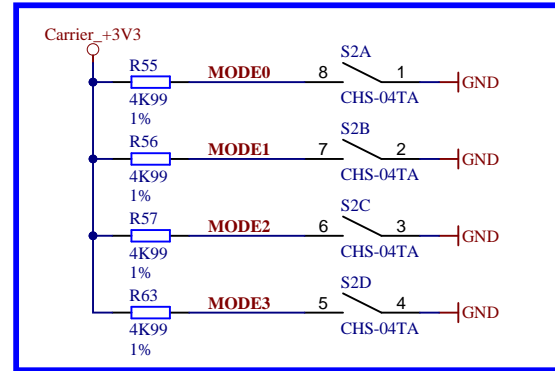 Carrier_+3V3
R55 MODE0 8 S2A 1 GND
4K99 CHS-04TA
1%
R56 MODE1 7 S2B 2 GND
4K99 CHS-04TA
1%
R57 MODE2 6 S2C 3 GND
4K99 CHS-04TA
1%
R63 MODE3 5 S2D 4 GND
4K99 CHS-04TA
1%